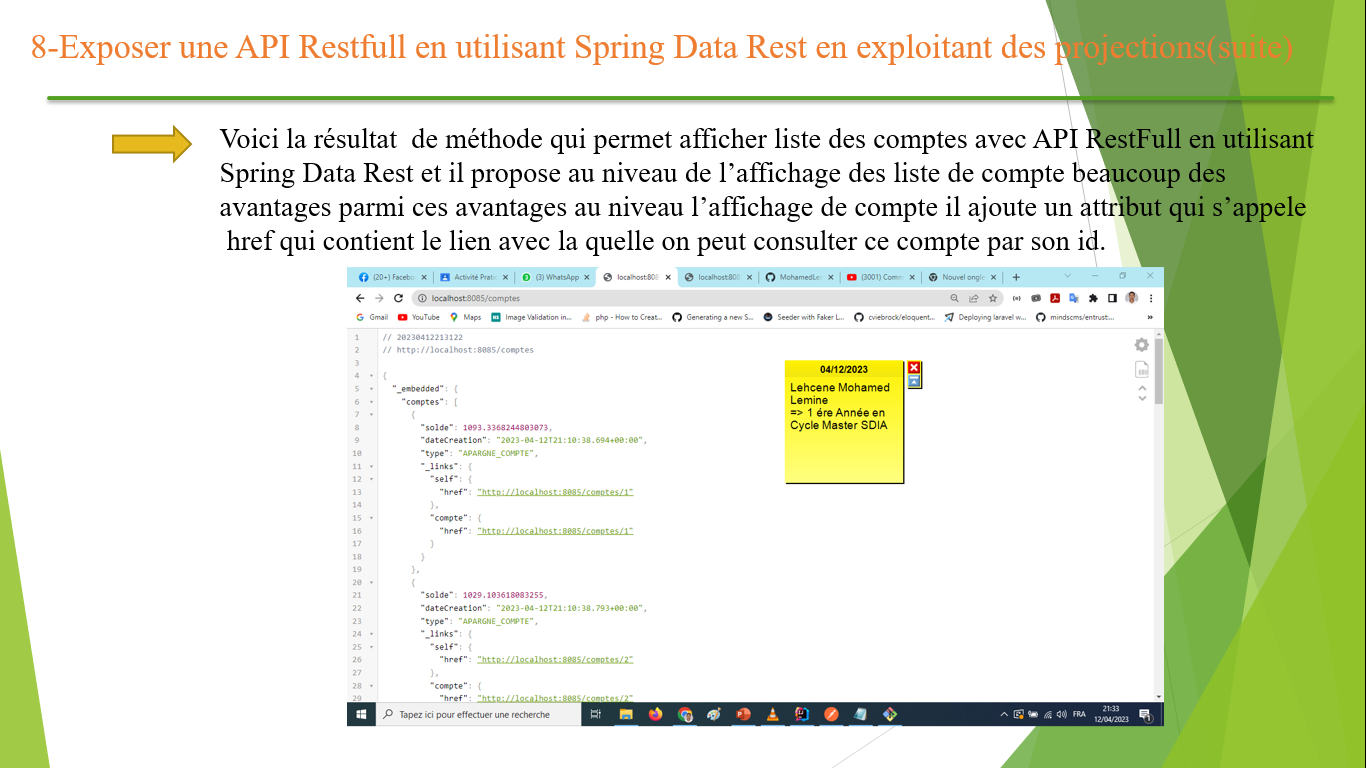 8-Exposer une API Restfull en utilisant Spring Data Rest en exploitant des projections(suite)
Voici la résultat de méthode qui permet afficher liste des comptes avec API RestFull en utilisant
Spring Data Rest et il propose au niveau de l’affichage des liste de compte beaucoup des
avantages parmi ces avantages au niveau l’affichage de compte il ajoute un attribut qui s’appele
href qui contient le lien avec la quelle on peut consulter ce compte par son id.
(20+) Facebo
Activité Prati
(3) WhatsApp
localhost:808
localhost:808
MohamedLe
(3001) Comm
Nouvel ongle
localhost:8085/comptes
Gmail
YouTube
Maps
Image Validation in...
php - How to Creat...
Generating a new S...
Seeder with Faker L...
cviebrock/eloquent...
Deploying laravel w...
mindscms/entrust:...
»
1 // 20230412213122
2 // http://localhost:8085/comptes
3
4 {
5 "_embedded": {
6 "comptes": [
7 {
8 "solde": 1093.3368244803073,
9 "dateCreation": "2023-04-12T21:10:38.694+00:00",
10 "type": "APARGNE_COMPTE",
11 "_links": {
12 "self": {
13 "href": "http://localhost:8085/comptes/1"
14 },
15 "compte": {
16 "href": "http://localhost:8085/comptes/1"
17 }
18 }
19 },
20 {
21 "solde": 1029.103618083255,
22 "dateCreation": "2023-04-12T21:10:38.793+00:00",
23 "type": "APARGNE_COMPTE",
24 "_links": {
25 "self": {
26 "href": "http://localhost:8085/comptes/2"
27 },
28 "compte": {
29 "href": "http://localhost:8085/comptes/2"
04/12/2023
Lehcene Mohamed
Lemine
=> 1 ére Année en
Cycle Master SDIA
Tapez ici pour effectuer une recherche
FRA
21:33
12/04/2023